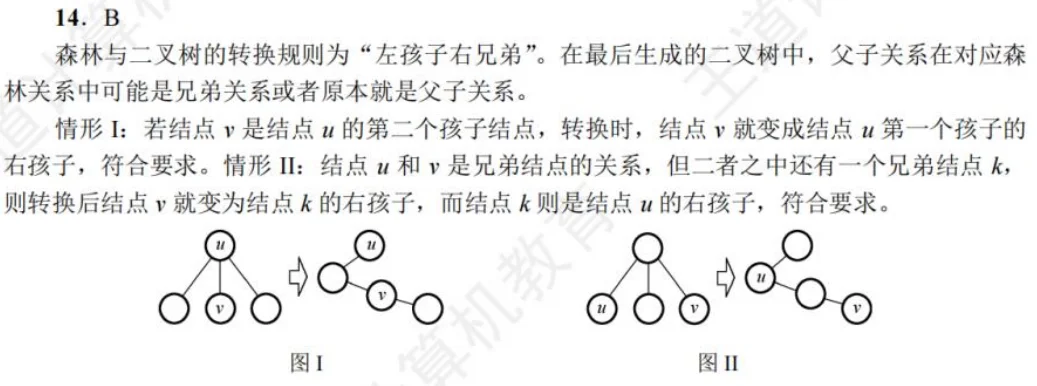 14. B
森林与二叉树的转换规则为“左孩子右兄弟”。在最后生成的二叉树中，父子关系在对应森
林关系中可能是兄弟关系或者原本就是父子关系。
情形 I：若结点 v 是结点 u 的第二个孩子结点，转换时，结点 v 就变成结点 u 第一个孩子的
右孩子，符合要求。情形 II：结点 u 和 v 是兄弟结点的关系，但二者之中还有一个兄弟结点 k，
则转换后结点 v 就变为结点 k 的右孩子，而结点 k 则是结点 u 的右孩子，符合要求。
u u u
v v u v v
图 I 图 II